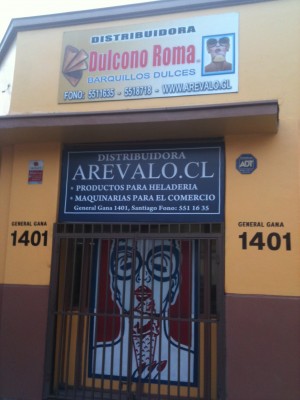 DISTRIBUIDORA
Dulcono Roma
BARQUILLOS DULCES
FONO: 5511635 - 5518718 - WWW.AREVALO.CL
DISTRIBUIDORA
AREVALO.CL
• PRODUCTOS PARA HELADERIA
• MAQUINARIAS PARA EL COMERCIO
General Gana 1401, Santiago Fono: 551 16 35
GENERAL GANA
1401
GENERAL GANA
1401
ADT